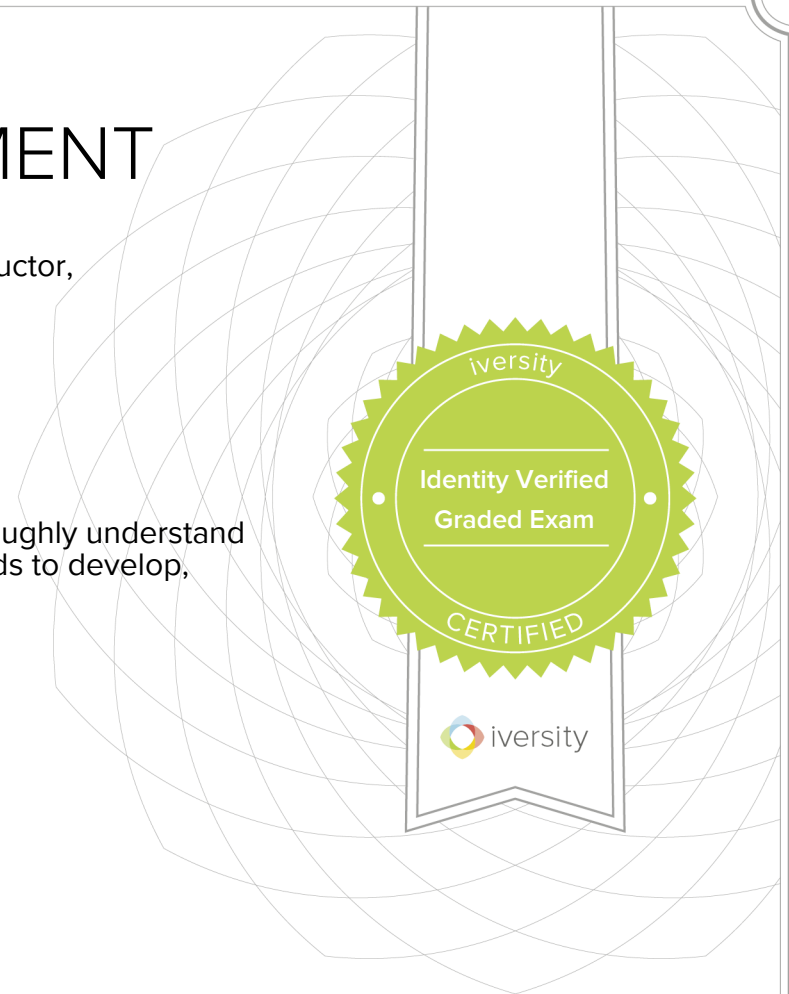 MENT
uctor,
ughly understand
ds to develop,
iversity
Identity Verified
Graded Exam
CERTIFIED
iversity